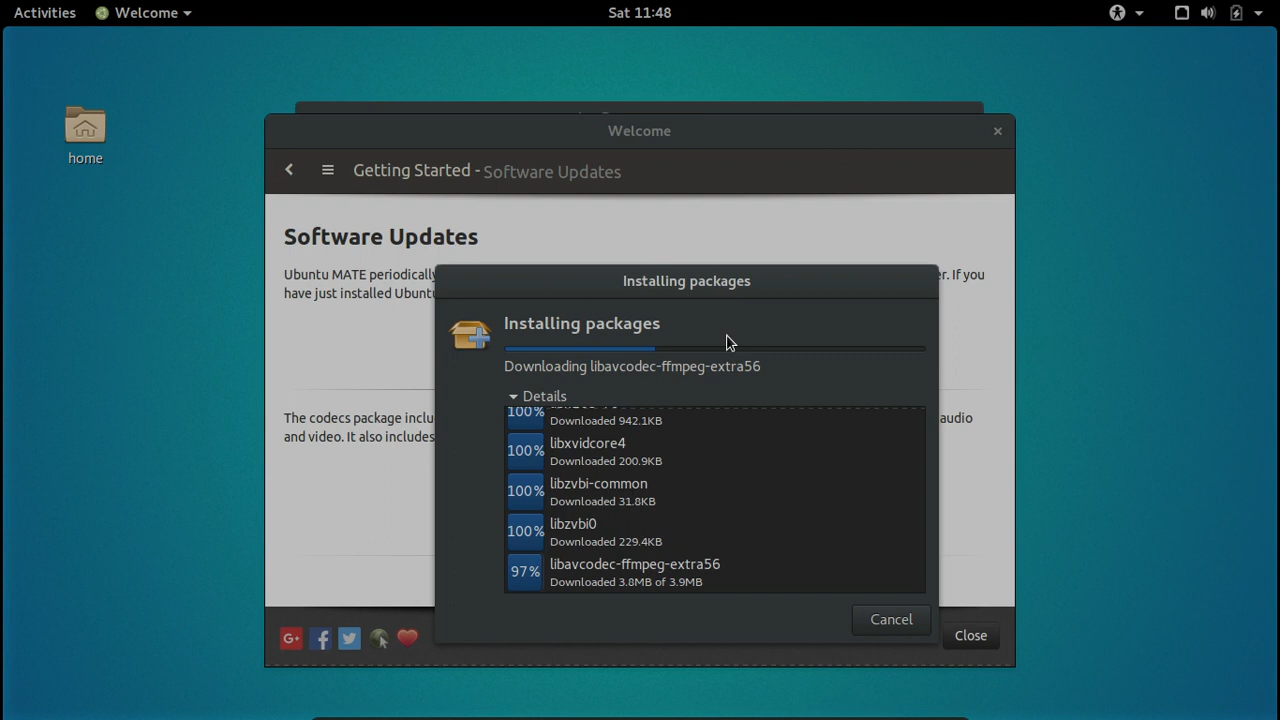 Activities
Welcome
Sat 11:48
home
Welcome
Getting Started - Software Updates
Software Updates
Ubuntu MATE periodically
er. If you
have just installed Ubuntu
Installing packages
Installing packages
Downloading libavcodec-ffmpeg-extra56
Details
100%
Downloaded 942.1KB
100%
libxvidcore4
Downloaded 200.9KB
100%
libzvbi-common
Downloaded 31.8KB
100%
libzvbi0
Downloaded 229.4KB
97%
libavcodec-ffmpeg-extra56
Downloaded 3.8MB of 3.9MB
The codecs package inclu
audio
and video. It also includes
Cancel
G+
Close